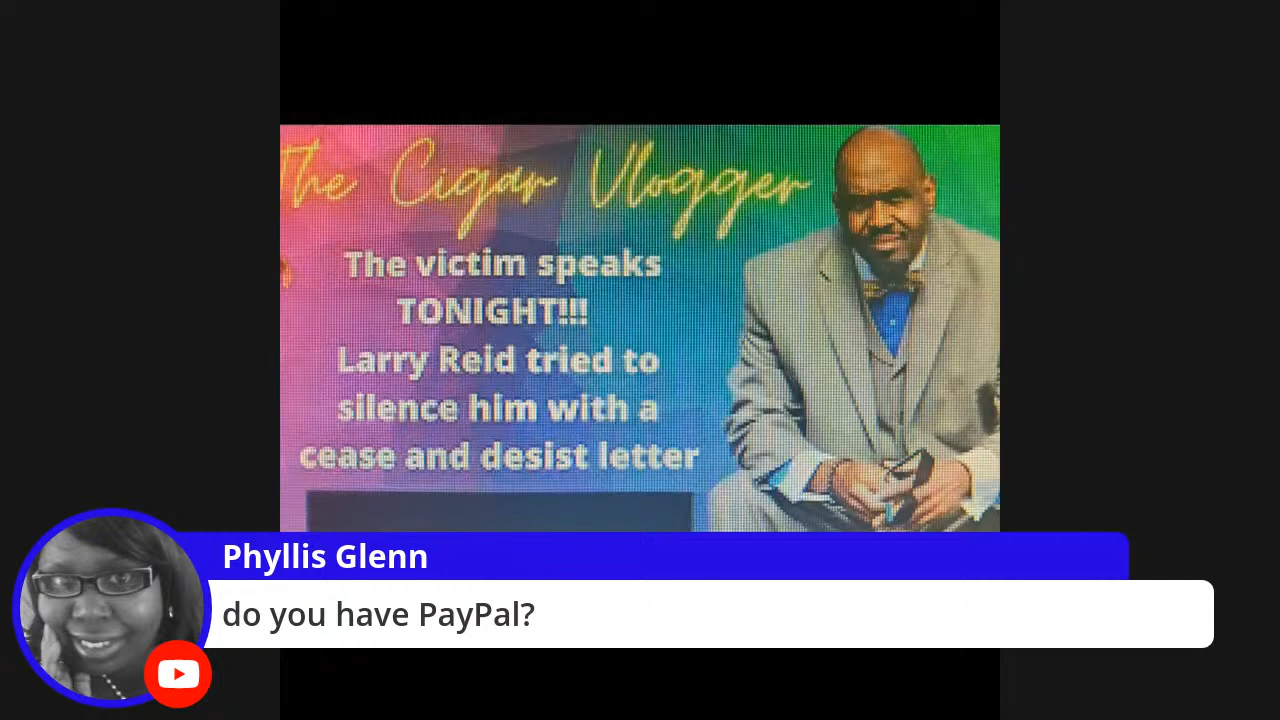 The Cigar Vlogger
The victim speaks
TONIGHT!!!
Larry Reid tried to
silence him with a
cease and desist letter
Phyllis Glenn
do you have PayPal?